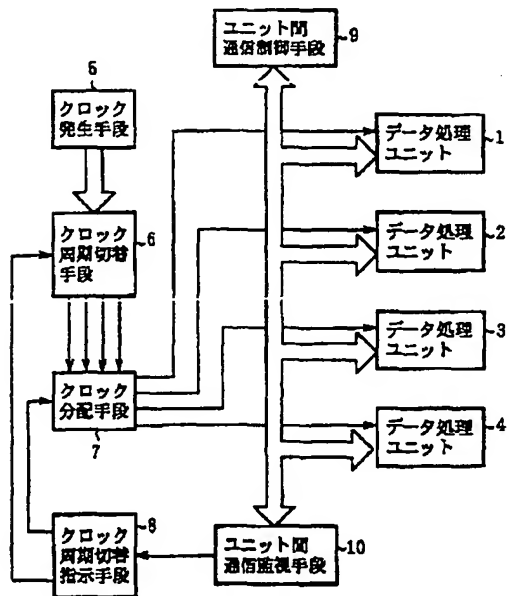 ユニット間
通信制御手段
9
5
クロック
発生手段
データ処理
ユニット
1
クロック
周期切替
手段
6
データ処理
ユニット
2
データ処理
ユニット
3
クロック
分配手段
7
データ処理
ユニット
4
クロック
周期切替
指示手段
8
ユニット間
通信監視手段
10